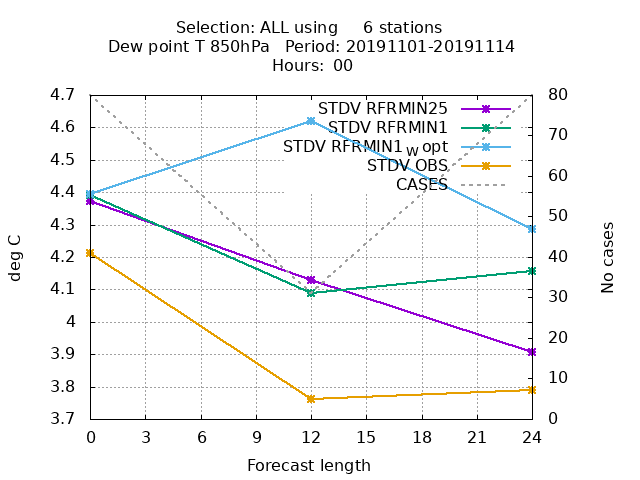 Selection: ALL using 6 stations
Dew point T 850hPa Period: 20191101-20191114
Hours: 00
4.7
4.6
4.5
4.4
4.3
4.2
4.1
4
3.9
3.8
3.7
deg C
STDV RFRMIN25
STDV RFRMIN1
STDV RFRMIN1wopt
STDV OBS
CASES
80
70
60
50
40
30
20
10
0
No cases
0 3 6 9 12 15 18 21 24
Forecast length